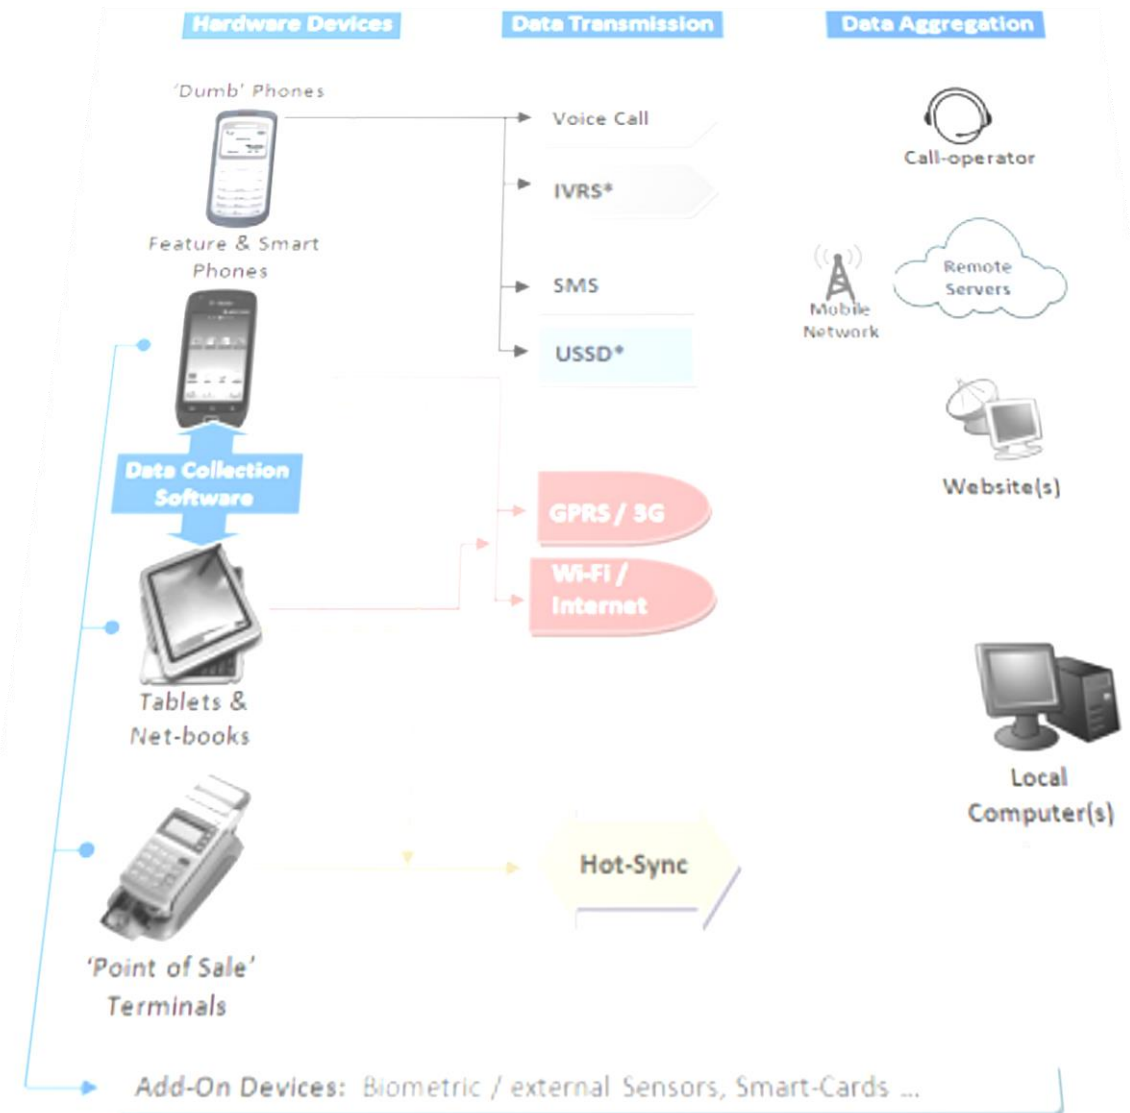 Hardware Devices
Data Transmission
Data Aggregation
'Dumb' Phones
Voice Call
Call-operator
IVRS*
Feature & Smart
Phones
SMS
Remote
Servers
Mobile
Network
USSD*
Data Collection
Software
Website(s)
GPRS / 3G
Wi-Fi /
Internet
Tablets &
Net-books
Local
Computer(s)
Hot-Sync
'Point of Sale'
Terminals
Add-On Devices: Biometric / external Sensors, Smart-Cards ...